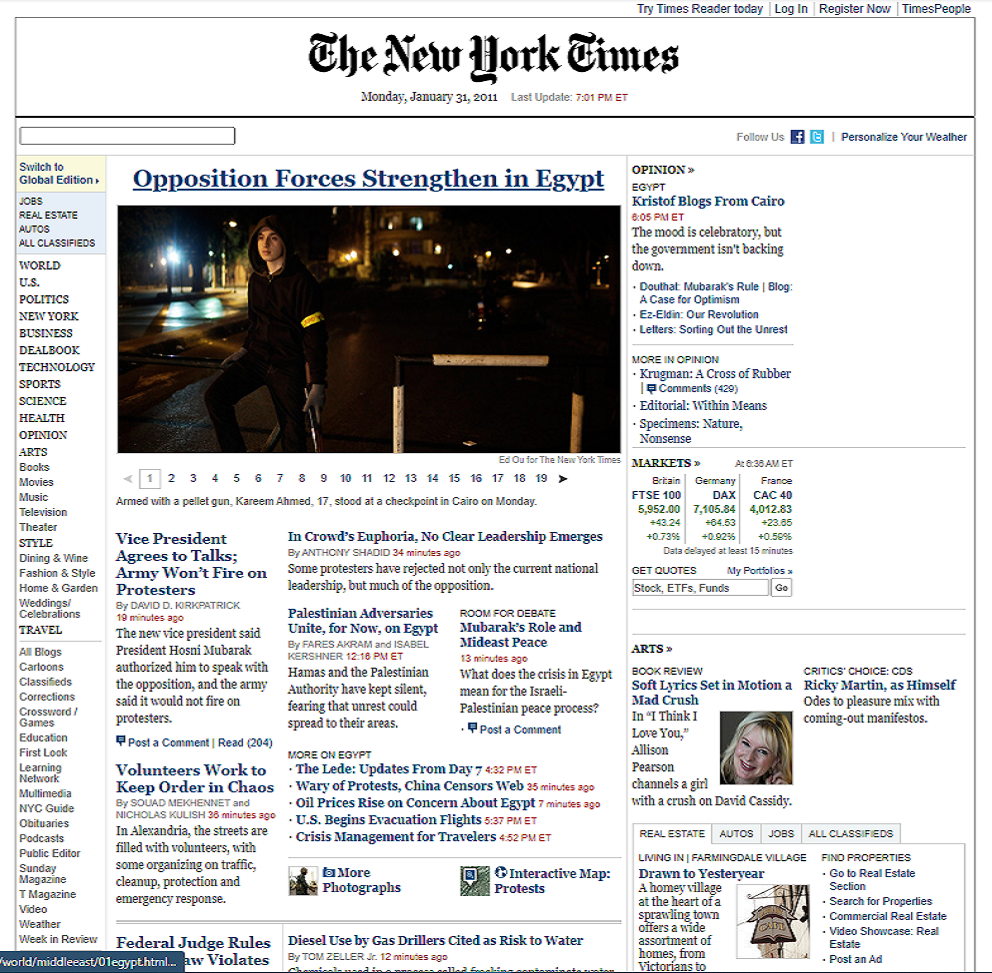 Try Times Reader today Log In Register Now TimesPeople
The New York Times
Monday, January 31, 2011 Last Update: 7:01 PM ET
Follow Us | Personalize Your Weather
Switch to
Global Edition ›
JOBS
REAL ESTATE
AUTOS
ALL CLASSIFIEDS
WORLD
U.S.
POLITICS
NEW YORK
BUSINESS
DEALBOOK
TECHNOLOGY
SPORTS
SCIENCE
HEALTH
OPINION
ARTS
Books
Movies
Music
Television
Theater
STYLE
Dining & Wine
Fashion & Style
Home & Garden
Weddings/
Celebrations
TRAVEL
All Blogs
Cartoons
Classifieds
Corrections
Crossword /
Games
Education
First Look
Learning
Network
Multimedia
NYC Guide
Obituaries
Podcasts
Public Editor
Sunday
Magazine
T Magazine
Video
Weather
Week in Review
/world/middleeast/01egypt.html...
Opposition Forces Strengthen in Egypt
Ed Ou for The New York Times
1 2 3 4 5 6 7 8 9 10 11 12 13 14 15 16 17 18 19
Armed with a pellet gun, Kareem Ahmed, 17, stood at a checkpoint in Cairo on Monday.
Vice President
Agrees to Talks;
Army Won't Fire on
Protesters
By DAVID D. KIRKPATRICK
19 minutes ago
The new vice president said
President Hosni Mubarak
authorized him to speak with
the opposition, and the army
said it would not fire on
protesters.
Post a Comment | Read (204)
Volunteers Work to
Keep Order in Chaos
By SOUAD MEKHENNET and
NICHOLAS KULISH 36 minutes ago
In Alexandria, the streets are
filled with volunteers, with
some organizing on traffic,
cleanup, protection and
emergency response.
In Crowd's Euphoria, No Clear Leadership Emerges
By ANTHONY SHADID 34 minutes ago
Some protesters have rejected not only the current national
leadership, but much of the opposition.
Palestinian Adversaries
Unite, for Now, on Egypt
By FARES AKRAM and ISABEL
KERSHNER 12:16 PM ET
Hamas and the Palestinian
Authority have kept silent,
fearing that unrest could
spread to their areas.
ROOM FOR DEBATE
Mubarak's Role and
Mideast Peace
13 minutes ago
What does the crisis in Egypt
mean for the Israeli-
Palestinian peace process?
· Post a Comment
MORE ON EGYPT
· The Lede: Updates From Day 7 4:32 PM ET
· Wary of Protests, China Censors Web 35 minutes ago
· Oil Prices Rise on Concern About Egypt 7 minutes ago
· U.S. Begins Evacuation Flights 5:37 PM ET
· Crisis Management for Travelers 4:52 PM ET
More
Photographs
Interactive Map:
Protests
Federal Judge Rules
aw Violates
Diesel Use by Gas Drillers Cited as Risk to Water
By TOM ZELLER Jr. 12 minutes ago
Chemicals used in a process called fracking contaminate water
OPINION »
EGYPT
Kristof Blogs From Cairo
6:05 PM ET
The mood is celebratory, but
the government isn't backing
down.
· Douthat: Mubarak's Rule | Blog:
A Case for Optimism
· Ez-Eldin: Our Revolution
· Letters: Sorting Out the Unrest
MORE IN OPINION
· Krugman: A Cross of Rubber
| Comments (429)
· Editorial: Within Means
· Specimens: Nature,
Nonsense
MARKETS » At 6:36 AM ET
Britain Germany France
FTSE 100 DAX CAC 40
5,952.00 7,105.84 4,012.83
+43.24 +64.53 +23.65
+0.73% +0.92% +0.59%
Data delayed at least 15 minutes
GET QUOTES My Portfolios »
Stock, ETFs, Funds Go
ARTS »
BOOK REVIEW
Soft Lyrics Set in Motion a
Mad Crush
In “I Think I
Love You,”
Allison
Pearson
channels a girl
with a crush on David Cassidy.
CRITICS' CHOICE: CDS
Ricky Martin, as Himself
Odes to pleasure mix with
coming-out manifestos.
REAL ESTATE AUTOS JOBS ALL CLASSIFIEDS
LIVING IN | FARMINGDALE VILLAGE
Drawn to Yesteryear
A homey village
at the heart of a
sprawling town
offers a wide
assortment of
homes, from
Victorians to
FIND PROPERTIES
· Go to Real Estate
Section
· Search for Properties
· Commercial Real Estate
· Video Showcase: Real
Estate
· Post an Ad